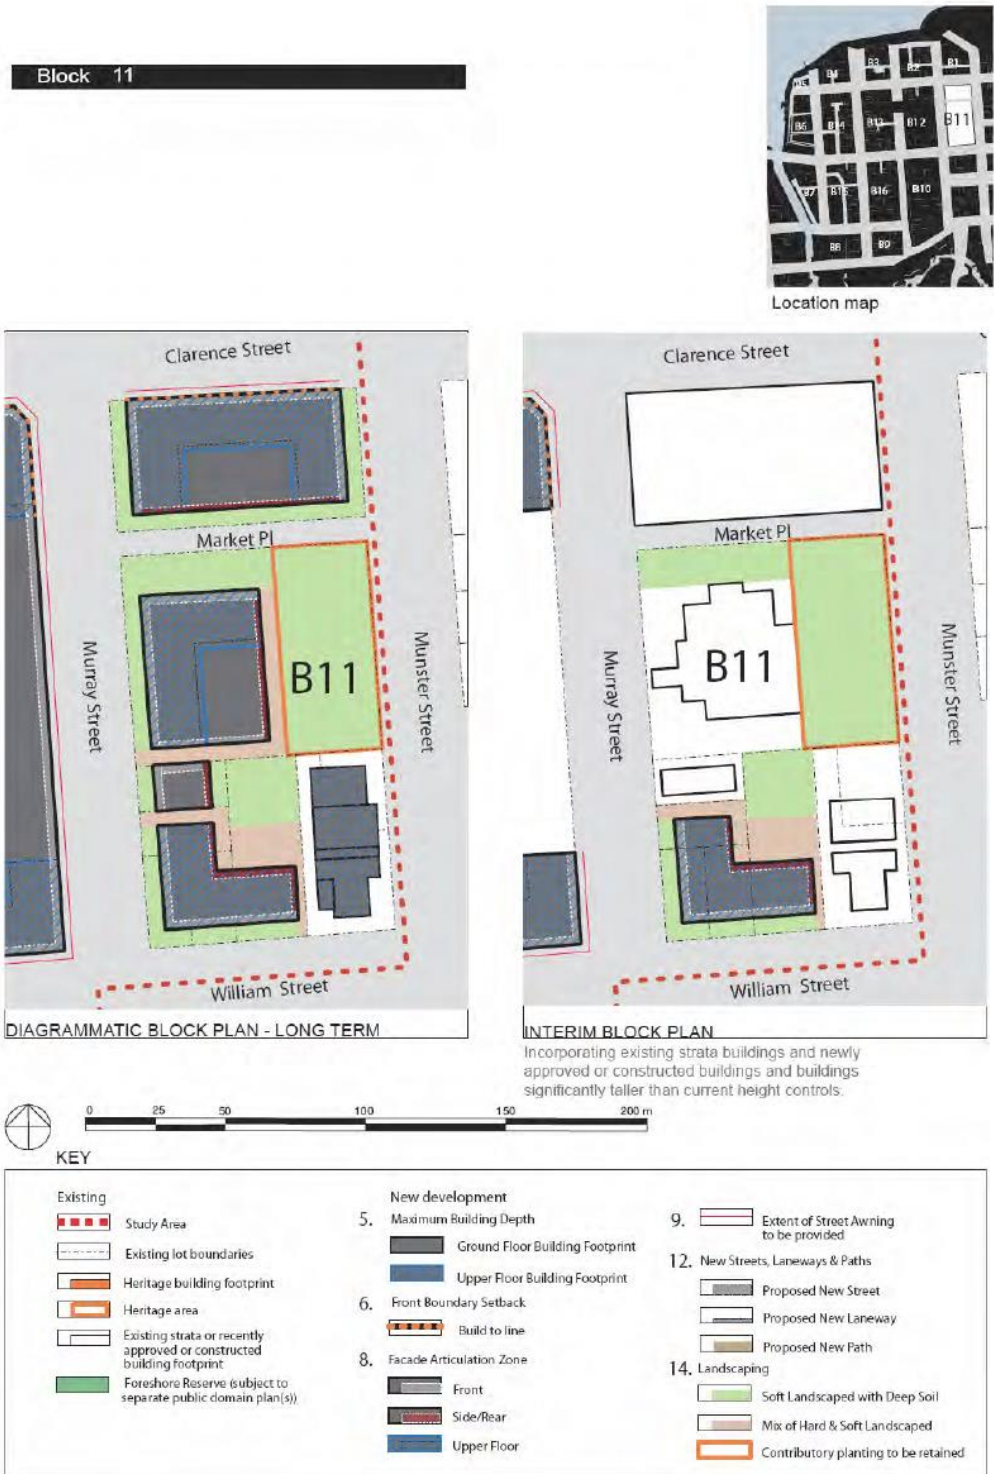 Block 11
B5
B4
B3
B2
B1
B6
B14
B13
B12
B11
B7
B15
B16
B10
B8
B9
Location map
Clarence Street
Market Pl
Murray Street
B11
Munster Street
William Street
DIAGRAMMATIC BLOCK PLAN - LONG TERM
Clarence Street
Market Pl
Murray Street
B11
Munster Street
William Street
INTERIM BLOCK PLAN
Incorporating existing strata buildings and newly
approved or constructed buildings and buildings
significantly taller than current height controls.
0 25 50 100 150 200 m
KEY
Existing
Study Area
Existing lot boundaries
Heritage building footprint
Heritage area
Existing strata or recently
approved or constructed
building footprint
Foreshore Reserve (subject to
separate public domain plan(s))
New development
5. Maximum Building Depth
Ground Floor Building Footprint
Upper Floor Building Footprint
6. Front Boundary Setback
Build to line
8. Facade Articulation Zone
Front
Side/Rear
Upper Floor
9. Extent of Street Awning
to be provided
12. New Streets, Laneways & Paths
Proposed New Street
Proposed New Laneway
Proposed New Path
14. Landscaping
Soft Landscaped with Deep Soil
Mix of Hard & Soft Landscaped
Contributory planting to be retained